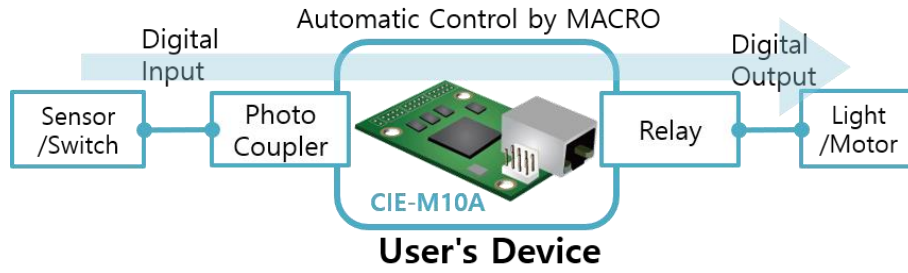 Automatic Control by MACRO
Digital
Input
Digital
Output
Sensor
/Switch
Photo
Coupler
Relay
Light
/Motor
CIE-M10A
User's Device